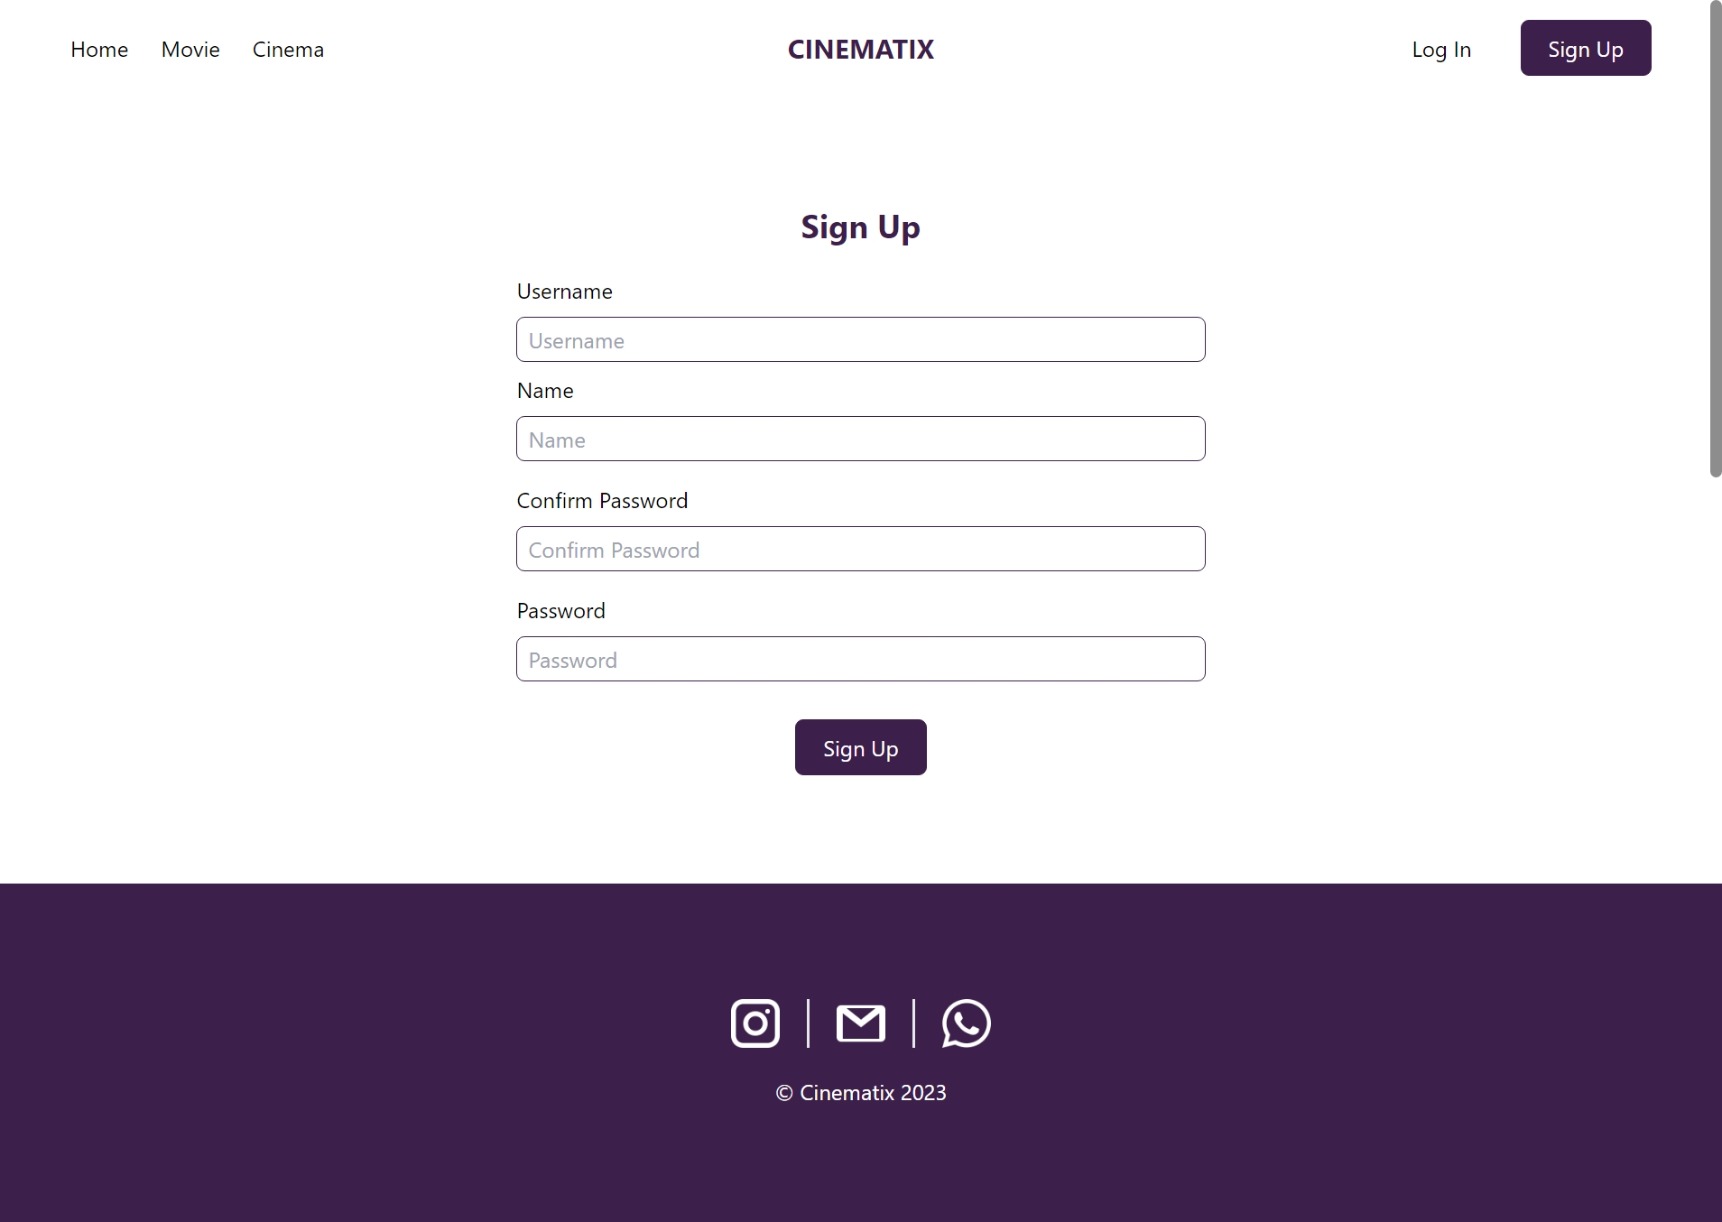 Home Movie Cinema CINEMATIX Log In Sign Up
Sign Up
Username
Username
Name
Name
Confirm Password
Confirm Password
Password
Password
Sign Up
© Cinematix 2023